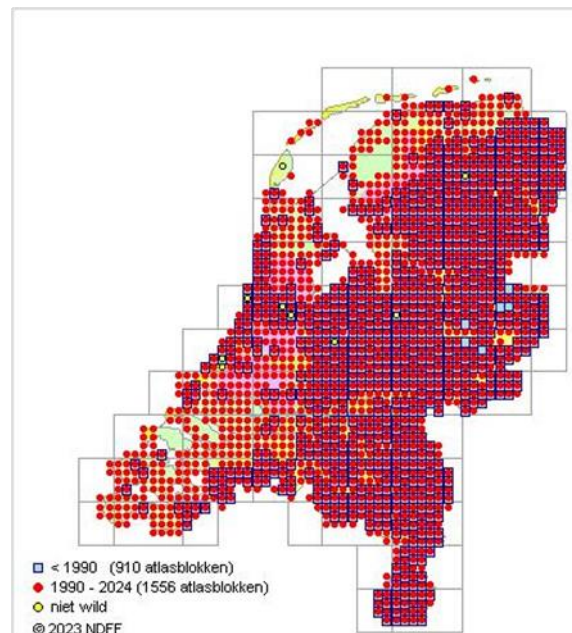 < 1990 (910 atlasblokken)
1990 - 2024 (1556 atlasblokken)
niet wild
© 2023 NDFF